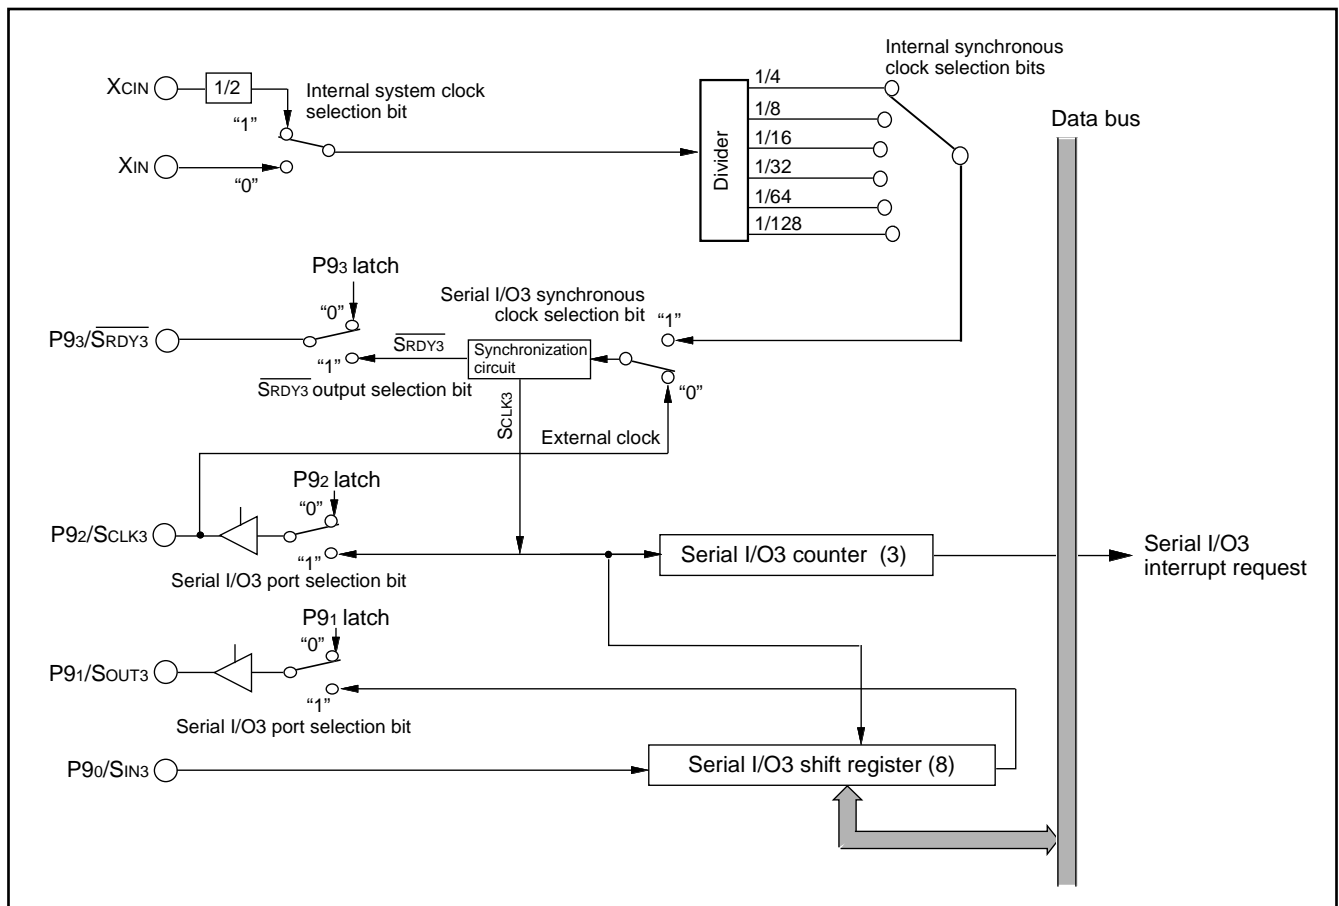 Internal synchronous
clock selection bits
XCIN
1/2
Internal system clock
selection bit
“1”
XIN
“0”
Divider
1/4
1/8
1/16
1/32
1/64
1/128
Data bus
P93 latch
“0”
P93/SRDY3
“1”
SRDY3
SRDY3 output selection bit
Serial I/O3 synchronous
clock selection bit
“1”
“0”
Synchronization
circuit
SCLK3
External clock
P92 latch
“0”
P92/SCLK3
“1”
Serial I/O3 port selection bit
Serial I/O3 counter (3)
Serial I/O3
interrupt request
P91 latch
“0”
P91/SOUT3
“1”
Serial I/O3 port selection bit
P90/SIN3
Serial I/O3 shift register (8)